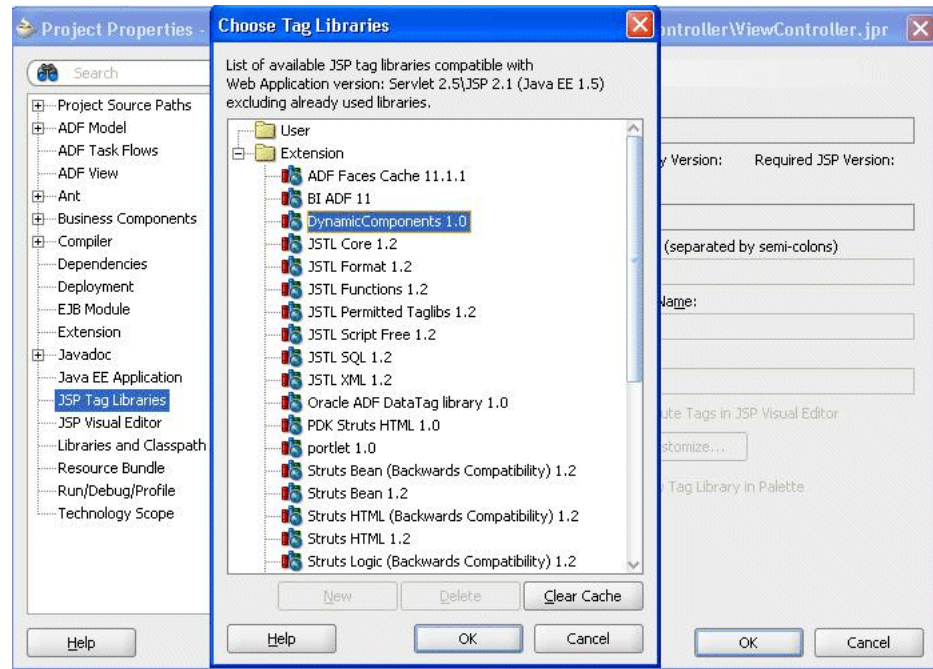 Project Properties -
Choose Tag Libraries
ontroller\ViewController.jpr
Search
Project Source Paths
ADF Model
ADF Task Flows
ADF View
Ant
Business Components
Compiler
Dependencies
Deployment
EJB Module
Extension
Javadoc
Java EE Application
JSP Tag Libraries
JSP Visual Editor
Libraries and Classpath
Resource Bundle
Run/Debug/Profile
Technology Scope
Help
List of available JSP tag libraries compatible with
Web Application version: Servlet 2.5\JSP 2.1 (Java EE 1.5)
excluding already used libraries.
User
Extension
ADF Faces Cache 11.1.1
BI ADF 11
DynamicComponents 1.0
JSTL Core 1.2
JSTL Format 1.2
JSTL Functions 1.2
JSTL Permitted Taglibs 1.2
JSTL Script Free 1.2
JSTL SQL 1.2
JSTL XML 1.2
Oracle ADF DataTag library 1.0
PDK Struts HTML 1.0
portlet 1.0
Struts Bean (Backwards Compatibility) 1.2
Struts Bean 1.2
Struts HTML (Backwards Compatibility) 1.2
Struts HTML 1.2
Struts Logic (Backwards Compatibility) 1.2
New Delete Clear Cache
Help OK Cancel
y Version: Required JSP Version:
(separated by semi-colons)
Name:
ute Tags in JSP Visual Editor
stomize...
Tag Library in Palette
OK Cancel